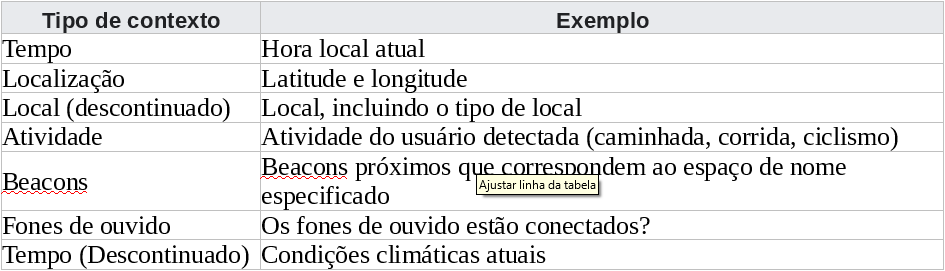 Tipo de contexto Exemplo
Tempo Hora local atual
Localização Latitude e longitude
Local (descontinuado) Local, incluindo o tipo de local
Atividade Atividade do usuário detectada (caminhada, corrida, ciclismo)
Beacons Beacons próximos que correspondem ao espaço de nome
especificado
Ajustar linha da tabela
Fones de ouvido Os fones de ouvido estão conectados?
Tempo (Descontinuado) Condições climáticas atuais